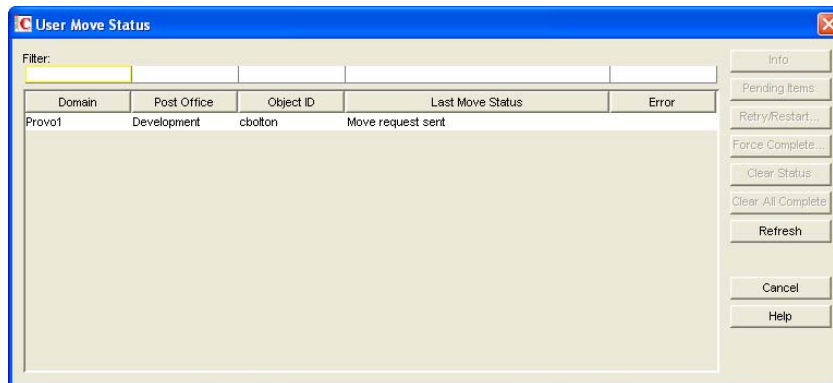 User Move Status
Filter:
Domain Post Office Object ID Last Move Status Error
Provo1 Development cbolton Move request sent
Info
Pending Items
Retry/Restart...
Force Complete...
Clear Status
Clear All Complete
Refresh
Cancel
Help